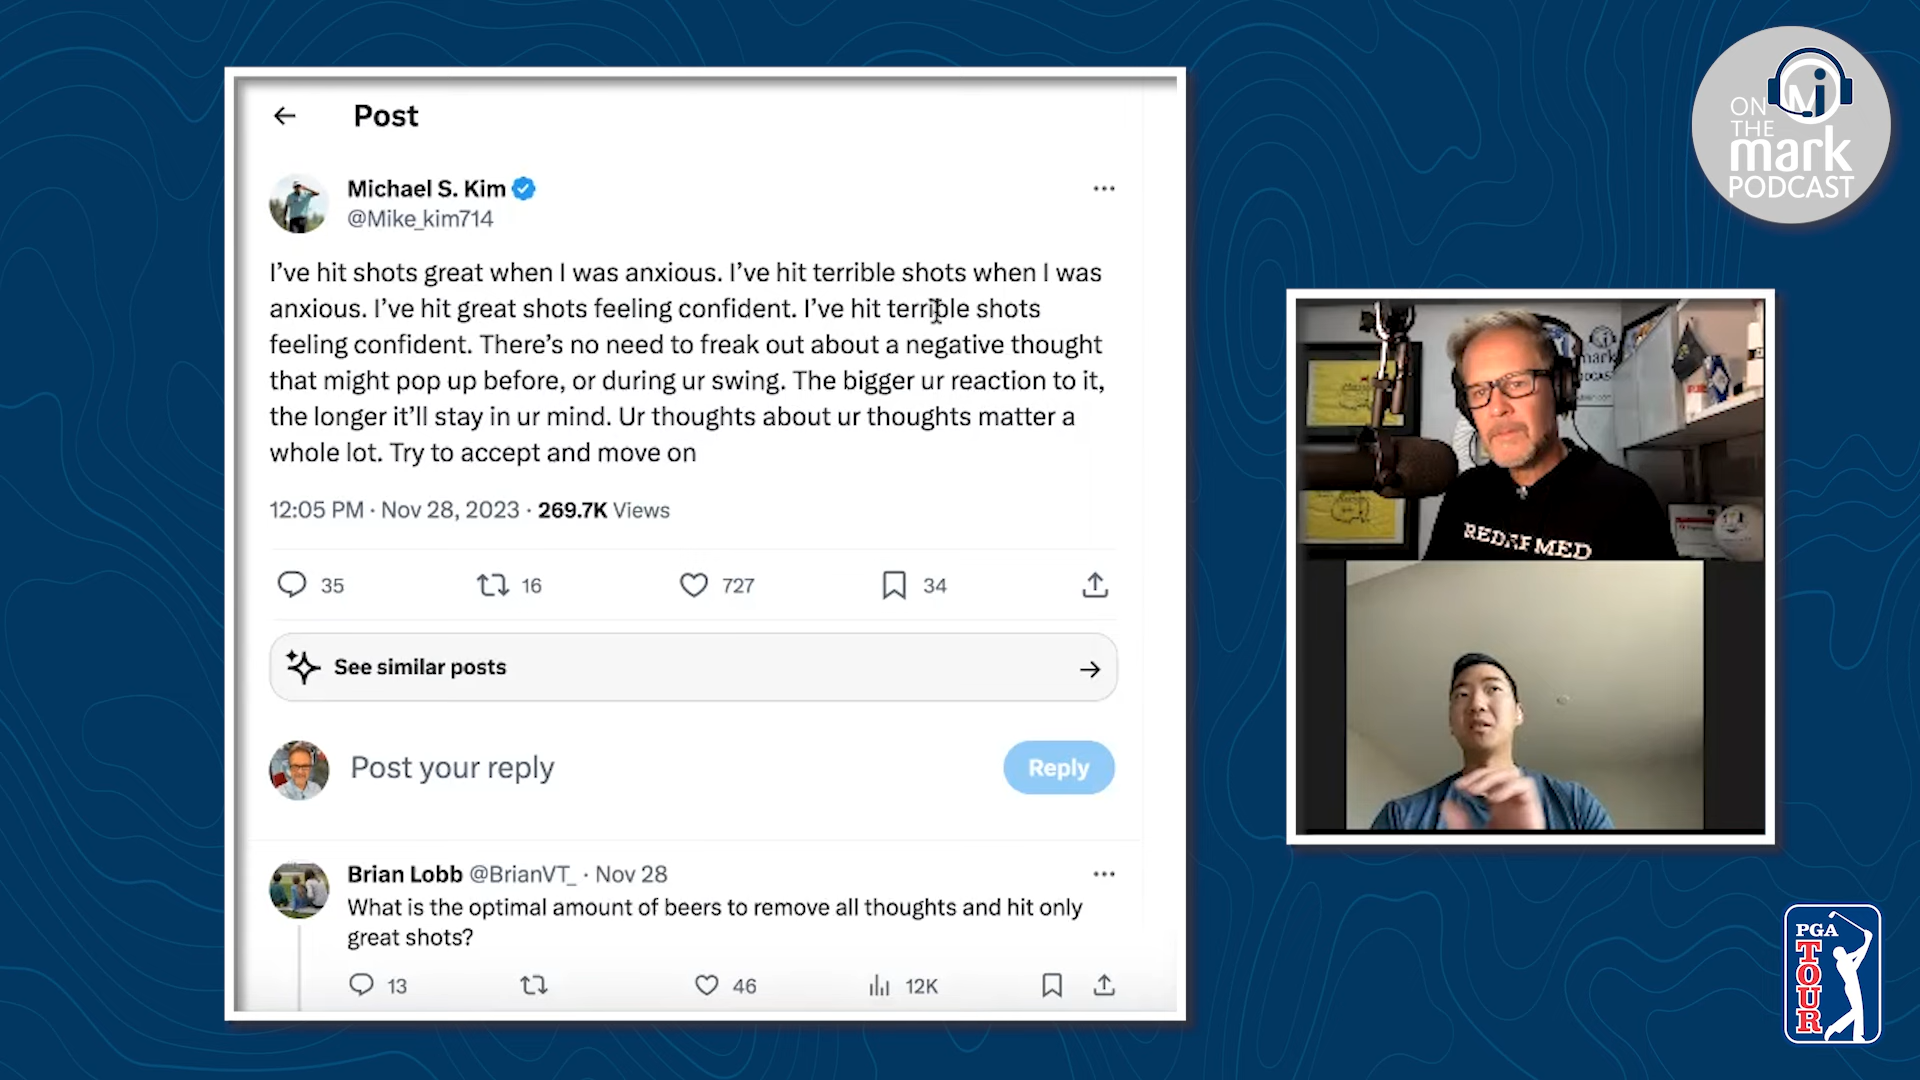 Post
Michael S. Kim
@Mike_kim714
I've hit shots great when I was anxious. I've hit terrible shots when I was
anxious. I've hit great shots feeling confident. I've hit terrible shots
feeling confident. There's no need to freak out about a negative thought
that might pop up before, or during ur swing. The bigger ur reaction to it,
the longer it'll stay in ur mind. Ur thoughts about ur thoughts matter a
whole lot. Try to accept and move on
12:05 PM · Nov 28, 2023 · 269.7K Views
35 16 727 34
See similar posts
Post your reply
Reply
Brian Lobb @BrianVT_ · Nov 28
What is the optimal amount of beers to remove all thoughts and hit only
great shots?
13 46 12K
ON
THE
mark
PODCAST
mark
PGA
TOUR